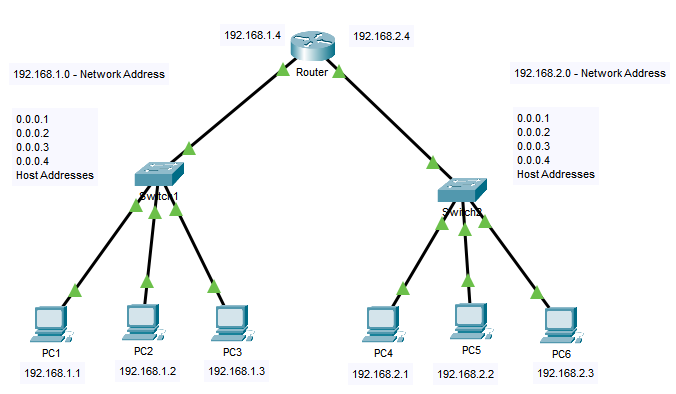 192.168.1.4
192.168.2.4
Router
192.168.1.0 - Network Address
192.168.2.0 - Network Address
0.0.0.1
0.0.0.2
0.0.0.3
0.0.0.4
Host Addresses
0.0.0.1
0.0.0.2
0.0.0.3
0.0.0.4
Host Addresses
Switch1
Switch2
PC1
PC2
PC3
PC4
PC5
PC6
192.168.1.1
192.168.1.2
192.168.1.3
192.168.2.1
192.168.2.2
192.168.2.3